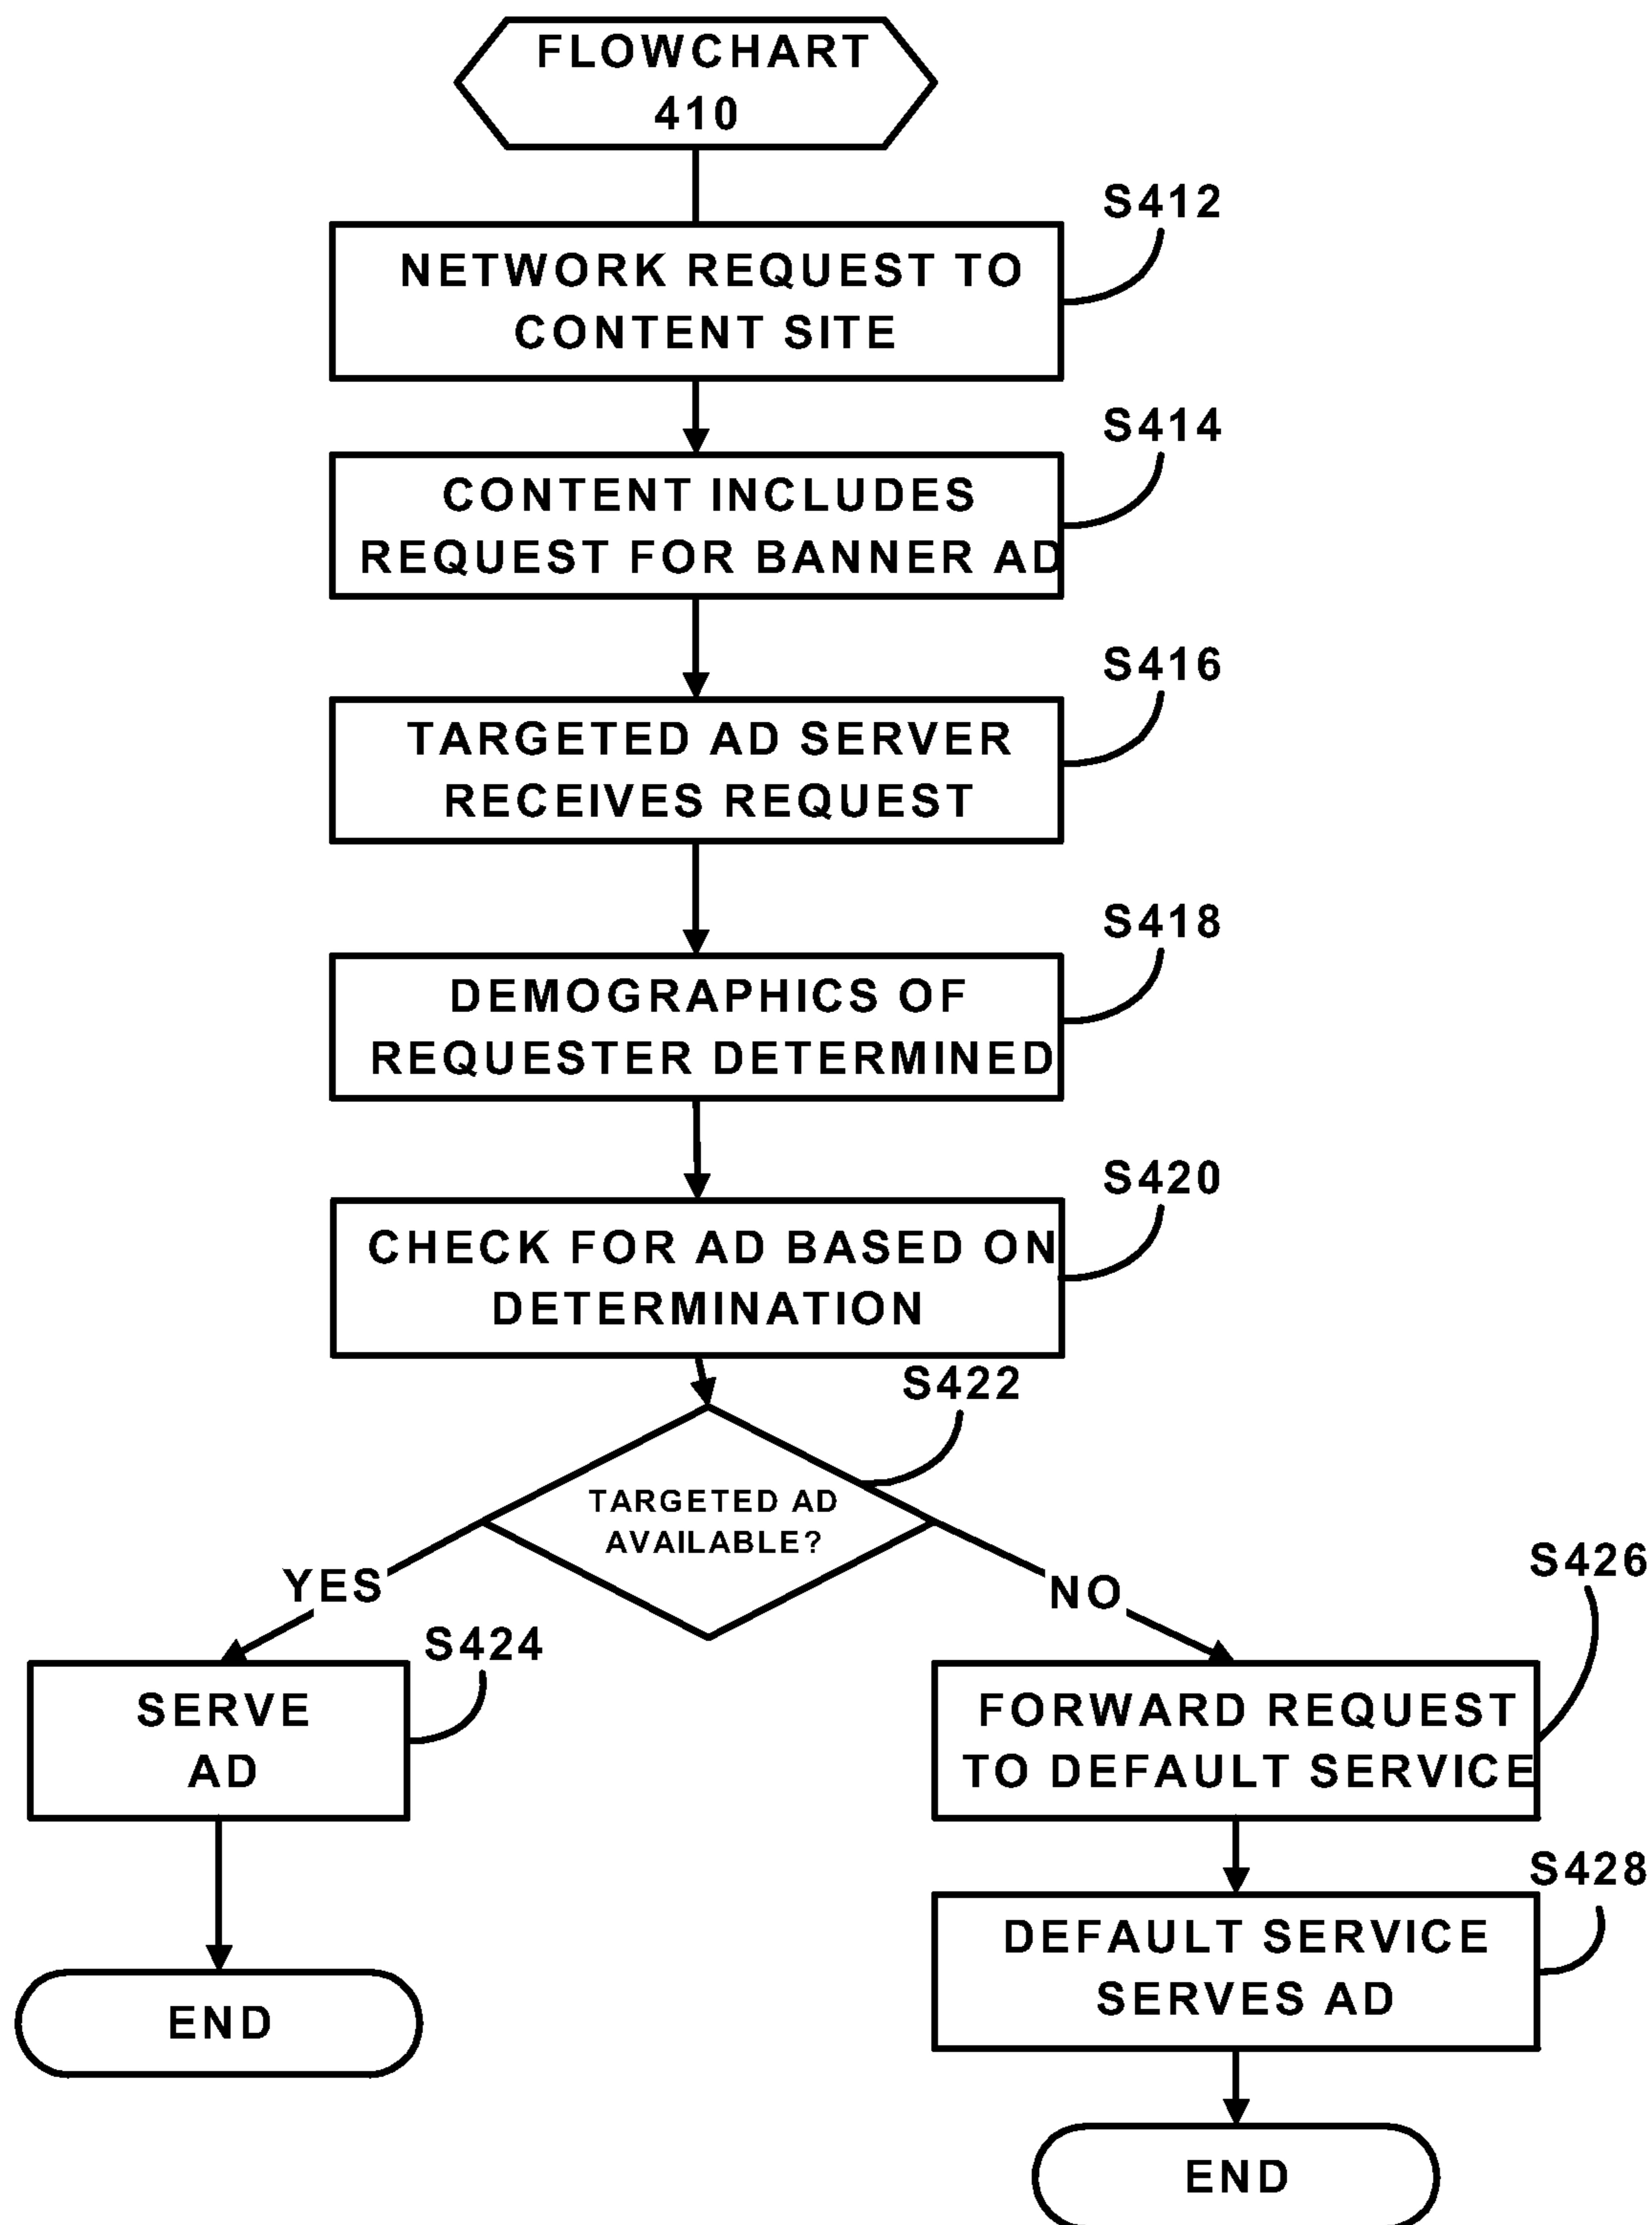 FLOWCHART
410
S412
NETWORK REQUEST TO
CONTENT SITE
S414
CONTENT INCLUDES
REQUEST FOR BANNER AD
S416
TARGETED AD SERVER
RECEIVES REQUEST
S418
DEMOGRAPHICS OF
REQUESTER DETERMINED
S420
CHECK FOR AD BASED ON
DETERMINATION
S422
TARGETED AD
AVAILABLE?
YES
NO
S424
SERVE
AD
END
S426
FORWARD REQUEST
TO DEFAULT SERVICE
S428
DEFAULT SERVICE
SERVES AD
END